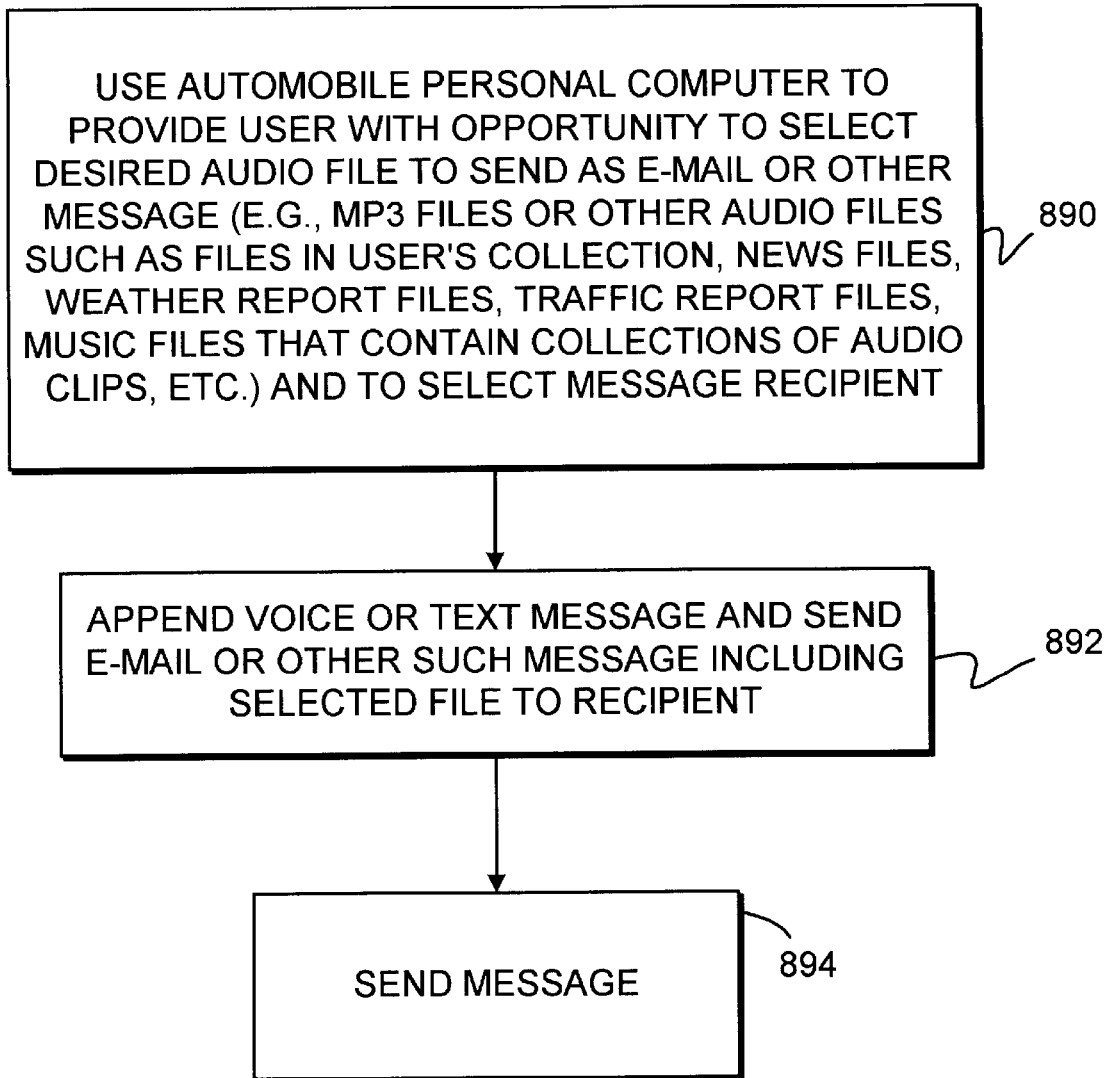 USE AUTOMOBILE PERSONAL COMPUTER TO
PROVIDE USER WITH OPPORTUNITY TO SELECT
DESIRED AUDIO FILE TO SEND AS E-MAIL OR OTHER
MESSAGE (E.G., MP3 FILES OR OTHER AUDIO FILES
SUCH AS FILES IN USER'S COLLECTION, NEWS FILES,
WEATHER REPORT FILES, TRAFFIC REPORT FILES,
MUSIC FILES THAT CONTAIN COLLECTIONS OF AUDIO
CLIPS, ETC.) AND TO SELECT MESSAGE RECIPIENT
890
APPEND VOICE OR TEXT MESSAGE AND SEND
E-MAIL OR OTHER SUCH MESSAGE INCLUDING
SELECTED FILE TO RECIPIENT
892
SEND MESSAGE
894